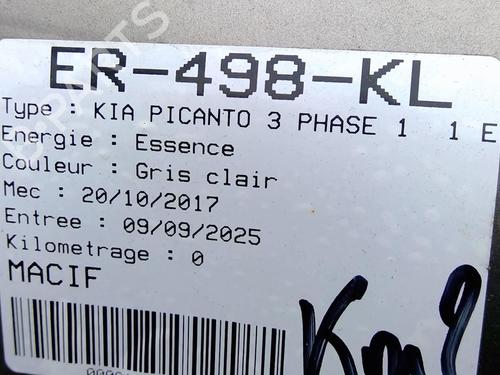 ER-498-KL
Type : KIA PICANTO 3 PHASE 1 1 E
Energie : Essence
Couleur : Gris clair
Mec : 20/10/2017
Entree : 09/09/2025
Kilometrage : 0
MACIF